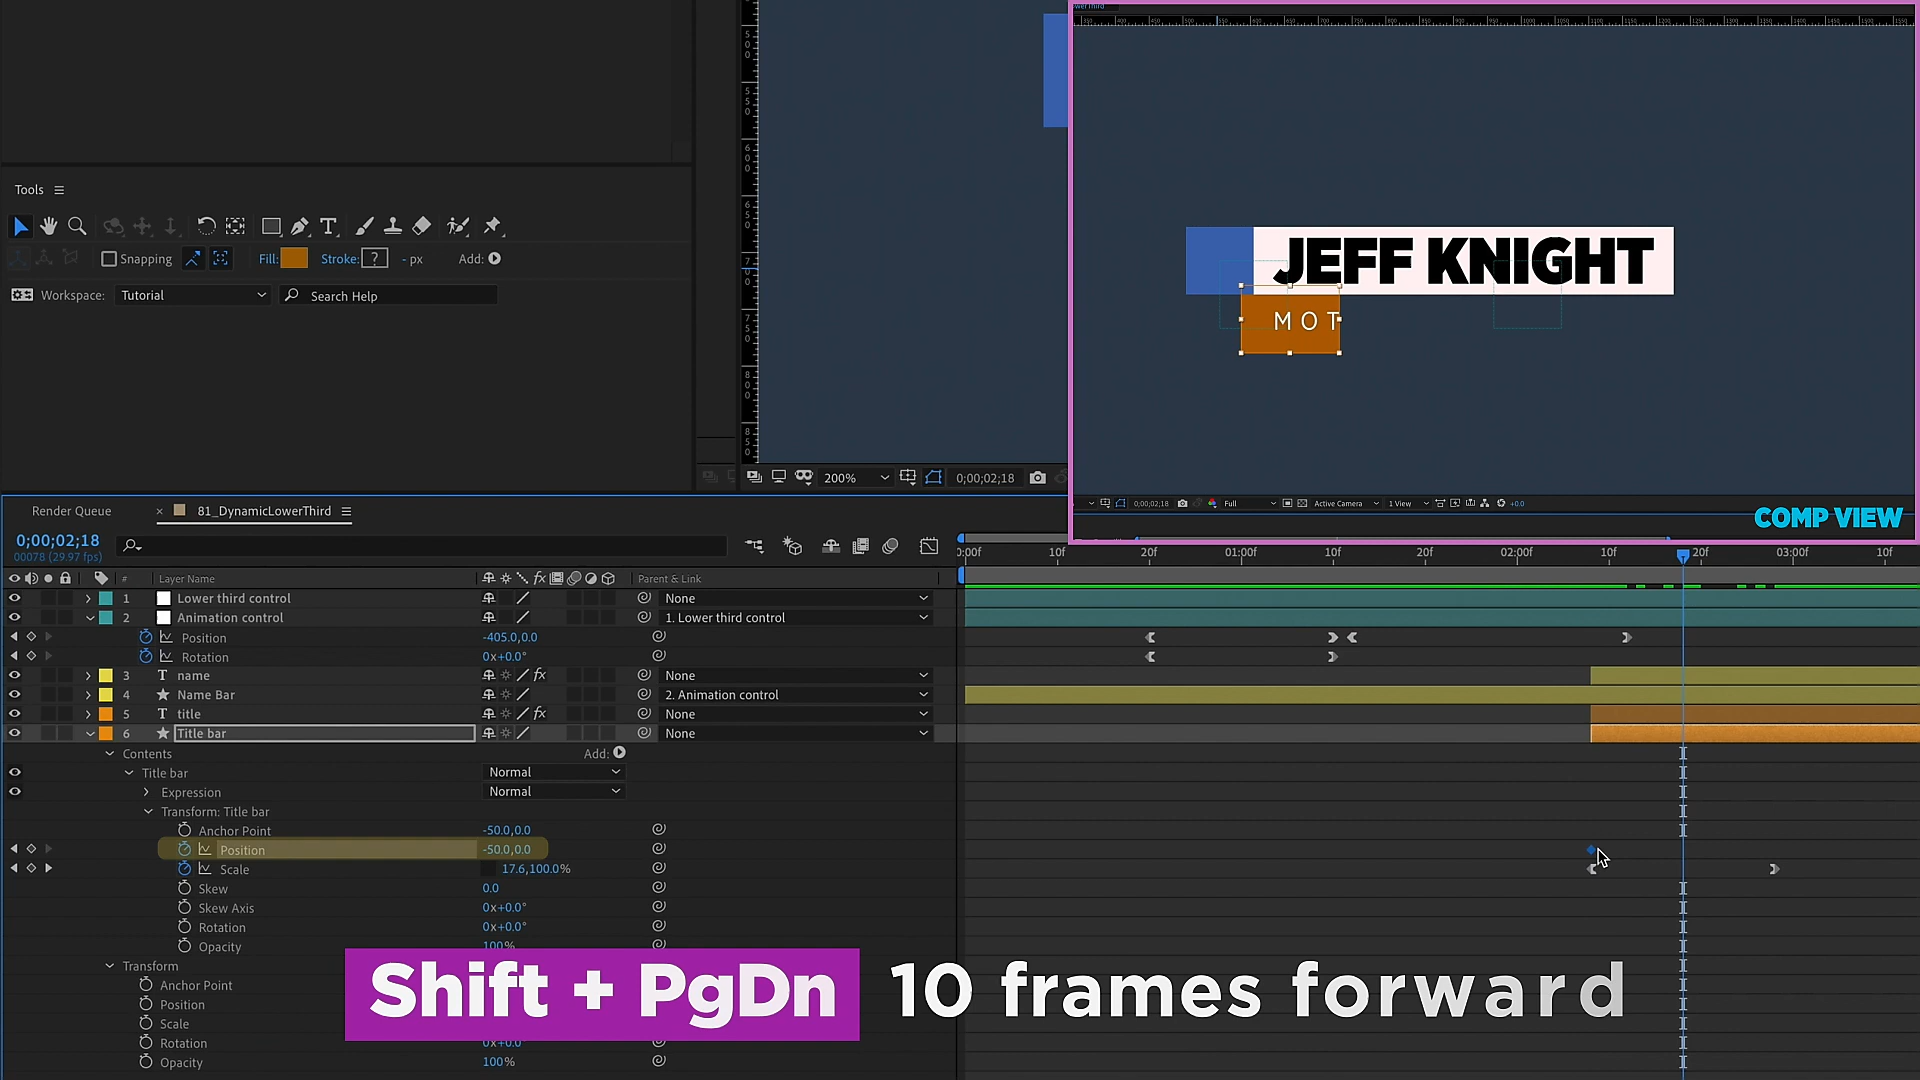 Tools
Snapping
Fill:
Stroke:
?
- px
Add:
Workspace:
Tutorial
Search Help
200%
0;00;02;18
JEFF KNIGHT
MOT
0;00;02;18
Full
Active Camera
1 View
+0.0
COMP VIEW
Render Queue
81_DynamicLowerThird
0;00;02;18
00078 (29.97 fps)
0:00f 10f 20f 01:00f 10f 20f 02:00f 10f 20f 03:00f 10f
# Layer Name fx Parent & Link
1 Lower third control None
2 Animation control 1. Lower third control
Position -405.0,0.0
Rotation 0x+0.0°
3 T name fx None
4 Name Bar 2. Animation control
5 T title fx None
6 Title bar None
Contents Add:
Title bar Normal
Expression Normal
Transform: Title bar
Anchor Point -50.0,0.0
Position -50.0,0.0
Scale 17.6,100.0%
Skew 0.0
Skew Axis 0x+0.0°
Rotation 0x+0.0°
Opacity 100%
Transform
Anchor Point
Position
Scale
Rotation 0x+0.0°
Opacity 100%
Shift + PgDn 10 frames forward